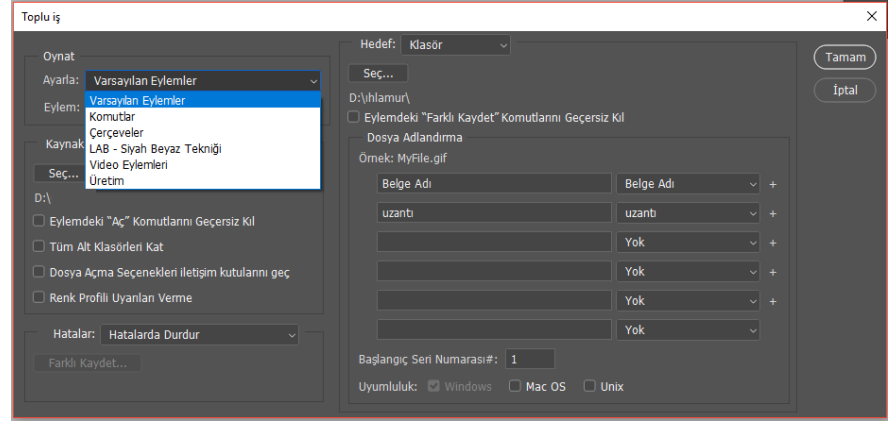 Toplu iş
Oynat
Ayarla: Varsayılan Eylemler
Varsayılan Eylemler
Komutlar
Çerçeveler
LAB - Siyah Beyaz Tekniği
Video Eylemleri
Üretim
Eylem:
Kaynak
Seç...
D:\
Eylemdeki "Aç" Komutlarını Geçersiz Kıl
Tüm Alt Klasörleri Kat
Dosya Açma Seçenekleri iletişim kutularını geç
Renk Profili Uyarıları Verme
Hatalar: Hatalarda Durdur
Farklı Kaydet...
Hedef: Klasör
Seç...
D:\ıhlamur\
Eylemdeki "Farklı Kaydet" Komutlarını Geçersiz Kıl
Dosya Adlandırma
Örnek: MyFile.gif
Belge Adı Belge Adı +
uzantı uzantı +
Yok +
Yok +
Yok +
Yok
Başlangıç Seri Numarası#: 1
Uyumluluk: Windows Mac OS Unix
Tamam
İptal